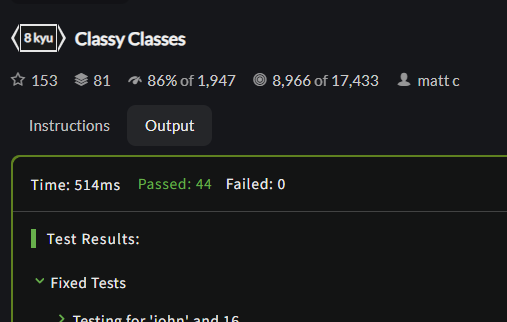 8 kyu Classy Classes
153 81 86% of 1,947 8,966 of 17,433 matt c
Instructions Output
Time: 514ms Passed: 44 Failed: 0
Test Results:
Fixed Tests
Testing for 'john' and 16